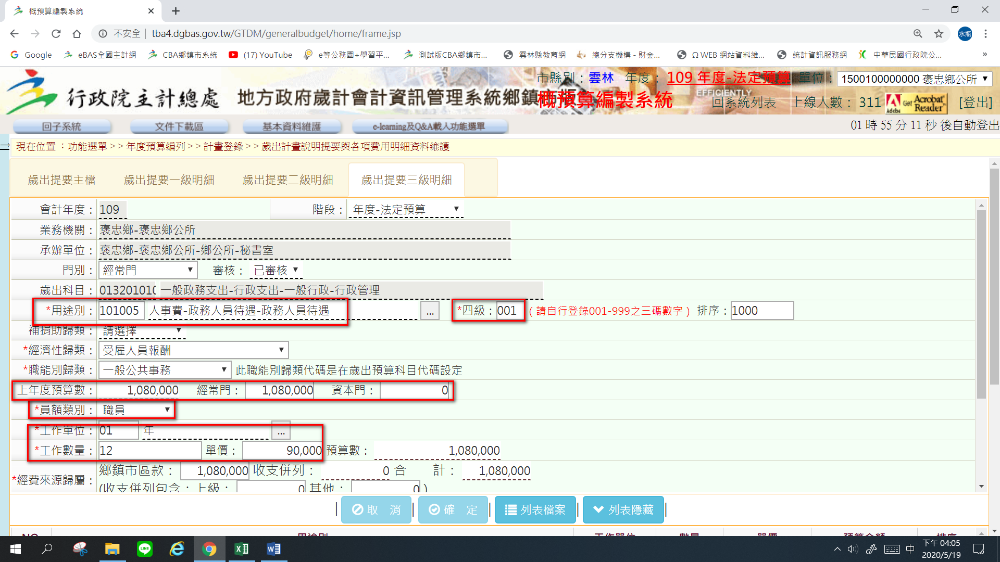 概預算編製系統
不安全 | tba4.dgbas.gov.tw/GTDM/generalbudget/home/frame.jsp
水瓶
Google eBAS全國主計網 CBA鄉鎮市系統 (17) YouTube e等公務園+學習平... 測試版CBA鄉鎮市... 雲林縣教育網 總分支機構 - 財金... Ω WEB 網站資料維... 統計資訊服務網 中華民國行政院公... »
行政院主計總處 地方政府歲計會計資訊管理系統鄉鎮
市縣別：雲林 年度： 109 年度-法定預算 單位： 1500100000000 褒忠鄉公所
概預算編製系統 EFFICIENTLY 回系統列表 上線人數： 311 Adobe Get Acrobat Reader [登出]
回子系統 文件下載區 基本資料維護 e-learning及Q&A載入功能選單 01 時 55 分 11 秒 後自動登出
現在位置 ：功能選單>>年度預算編列>>計畫登錄>>歲出計畫說明提要與各項費用明細資料維護
歲出提要主檔 歲出提要一級明細 歲出提要二級明細 歲出提要三級明細
會計年度： 109 階段： 年度-法定預算
業務機關： 褒忠鄉-褒忠鄉公所
承辦單位： 褒忠鄉-褒忠鄉公所-鄉公所-秘書室
門別： 經常門 審核： 已審核
歲出科目： 013201010 一般政務支出-行政支出-一般行政-行政管理
*用途別： 101005 人事費-政務人員待遇-政務人員待遇 ... *四級：001 (請自行登錄001-999之三碼數字) 排序：1000
補捐助歸類： 請選擇
*經濟性歸類： 受雇人員報酬
*職能別歸類： 一般公共事務 此職能別歸類代碼是在歲出預算科目代碼設定
上年度預算數： 1,080,000 經常門： 1,080,000 資本門： 0
*員額類別： 職員
*工作單位： 01 年 ...
*工作數量： 12 單價： 90,000 預算數： 1,080,000
*經費來源歸屬： 鄉鎮市區款： 1,080,000 收支併列： 0 合 計： 1,080,000
(收支併列包含：上級： 0 其他： 0 )
取 消 確 定 列表檔案 列表隱藏
NO 用途別 工作單位 數量 單價 預算金額 排序
LINE 中 下午 04:05
2020/5/19